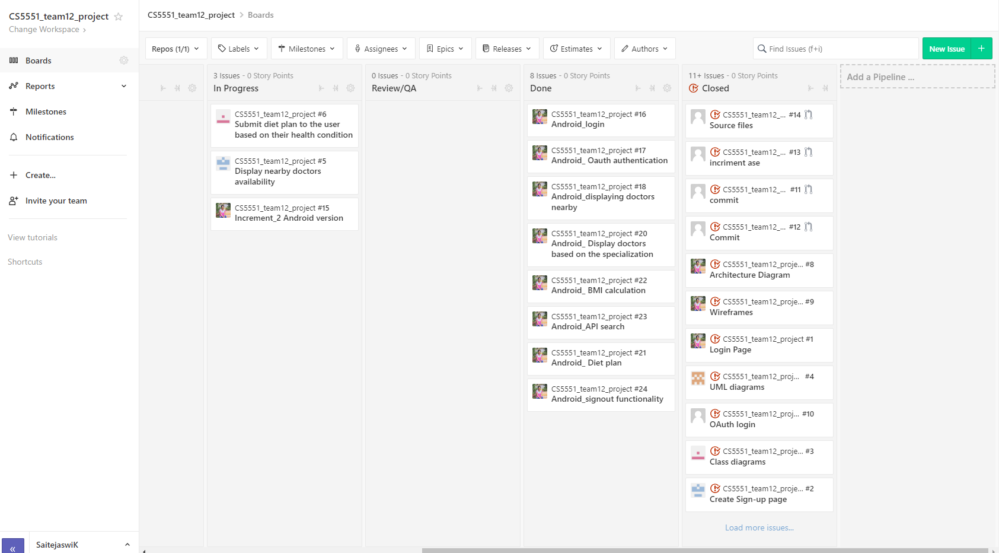 CS5551_team12_project
Change Workspace
Boards
Reports
Milestones
Notifications
Create...
Invite your team
View tutorials
Shortcuts
SaitejaswiK
CS5551_team12_project > Boards
Repos (1/1)
Labels
Milestones
Assignees
Epics
Releases
Estimates
Authors
Find Issues (f+i)
New Issue
3 Issues - 0 Story Points
In Progress
CS5551_team12_project #6
Submit diet plan to the user
based on their health condition
CS5551_team12_project #5
Display nearby doctors
availability
CS5551_team12_project #15
Increment_2 Android version
0 Issues - 0 Story Points
Review/QA
8 Issues - 0 Story Points
Done
CS5551_team12_project #16
Android_login
CS5551_team12_project #17
Android_ Oauth authentication
CS5551_team12_project #18
Android_displaying doctors
nearby
CS5551_team12_project #20
Android_ Display doctors
based on the specialization
CS5551_team12_project #22
Android_ BMI calculation
CS5551_team12_project #23
Android_API search
CS5551_team12_project #21
Android_ Diet plan
CS5551_team12_project #24
Android_signout functionality
11+ Issues - 0 Story Points
Closed
CS5551_team12_... #14
Source files
CS5551_team12_... #13
incriment ase
CS5551_team12_... #11
commit
CS5551_team12_... #12
Commit
CS5551_team12_proje... #8
Architecture Diagram
CS5551_team12_proje... #9
Wireframes
CS5551_team12_project #1
Login Page
CS5551_team12_proj... #4
UML diagrams
CS5551_team12_proj... #10
OAuth login
CS5551_team12_proje... #3
Class diagrams
CS5551_team12_proje... #2
Create Sign-up page
Load more issues...
Add a Pipeline ...